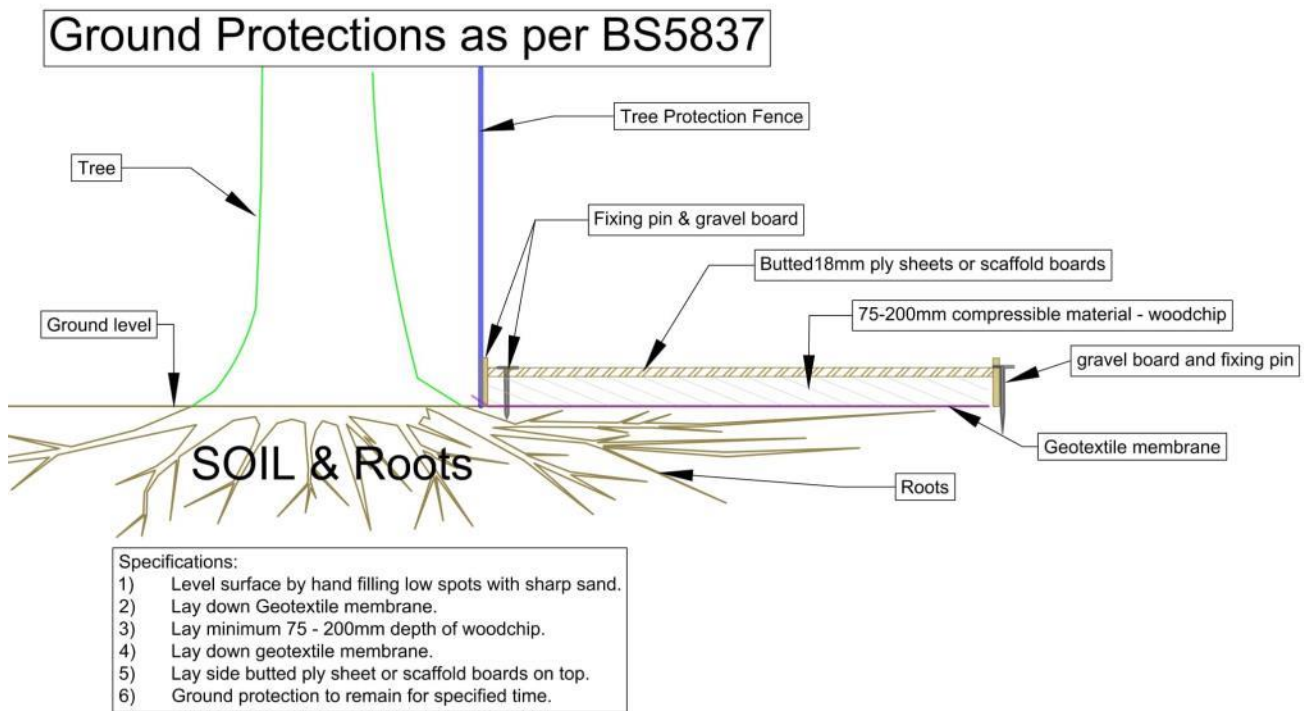 Ground Protections as per BS5837
Tree Protection Fence
Tree
Fixing pin & gravel board
Butted18mm ply sheets or scaffold boards
Ground level
75-200mm compressible material - woodchip
gravel board and fixing pin
Geotextile membrane
SOIL & Roots
Roots
Specifications:
1) Level surface by hand filling low spots with sharp sand.
2) Lay down Geotextile membrane.
3) Lay minimum 75 - 200mm depth of woodchip.
4) Lay down geotextile membrane.
5) Lay side butted ply sheet or scaffold boards on top.
6) Ground protection to remain for specified time.